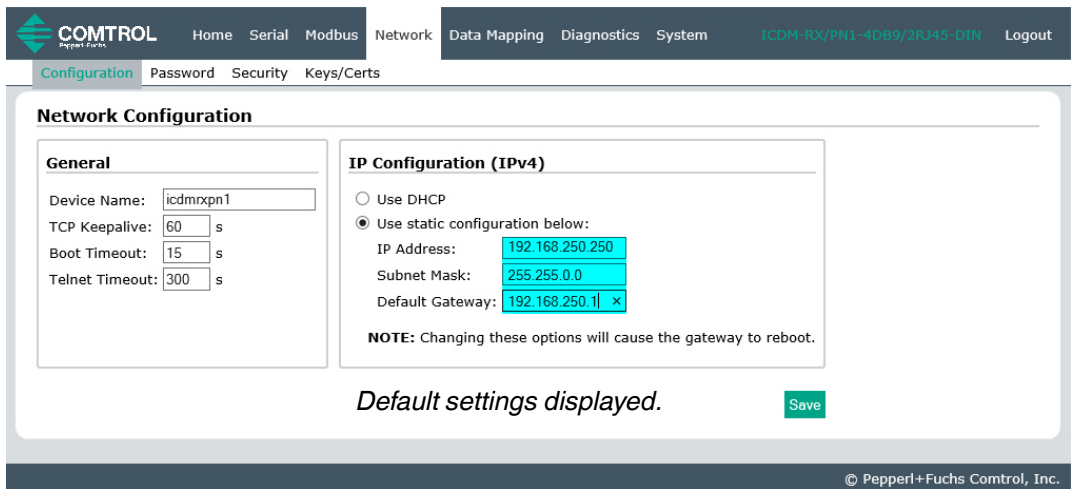 COMTROL
Pepperl+Fuchs
Home Serial Modbus Network Data Mapping Diagnostics System ICDM-RX/PN1-4DB9/2RJ45-DIN Logout
Configuration Password Security Keys/Certs
Network Configuration
General
Device Name: icdmrxpn1
TCP Keepalive: 60 s
Boot Timeout: 15 s
Telnet Timeout: 300 s
IP Configuration (IPv4)
Use DHCP
Use static configuration below:
IP Address: 192.168.250.250
Subnet Mask: 255.255.0.0
Default Gateway: 192.168.250.1 ×
NOTE: Changing these options will cause the gateway to reboot.
Default settings displayed.
Save
© Pepperl+Fuchs Comtrol, Inc.